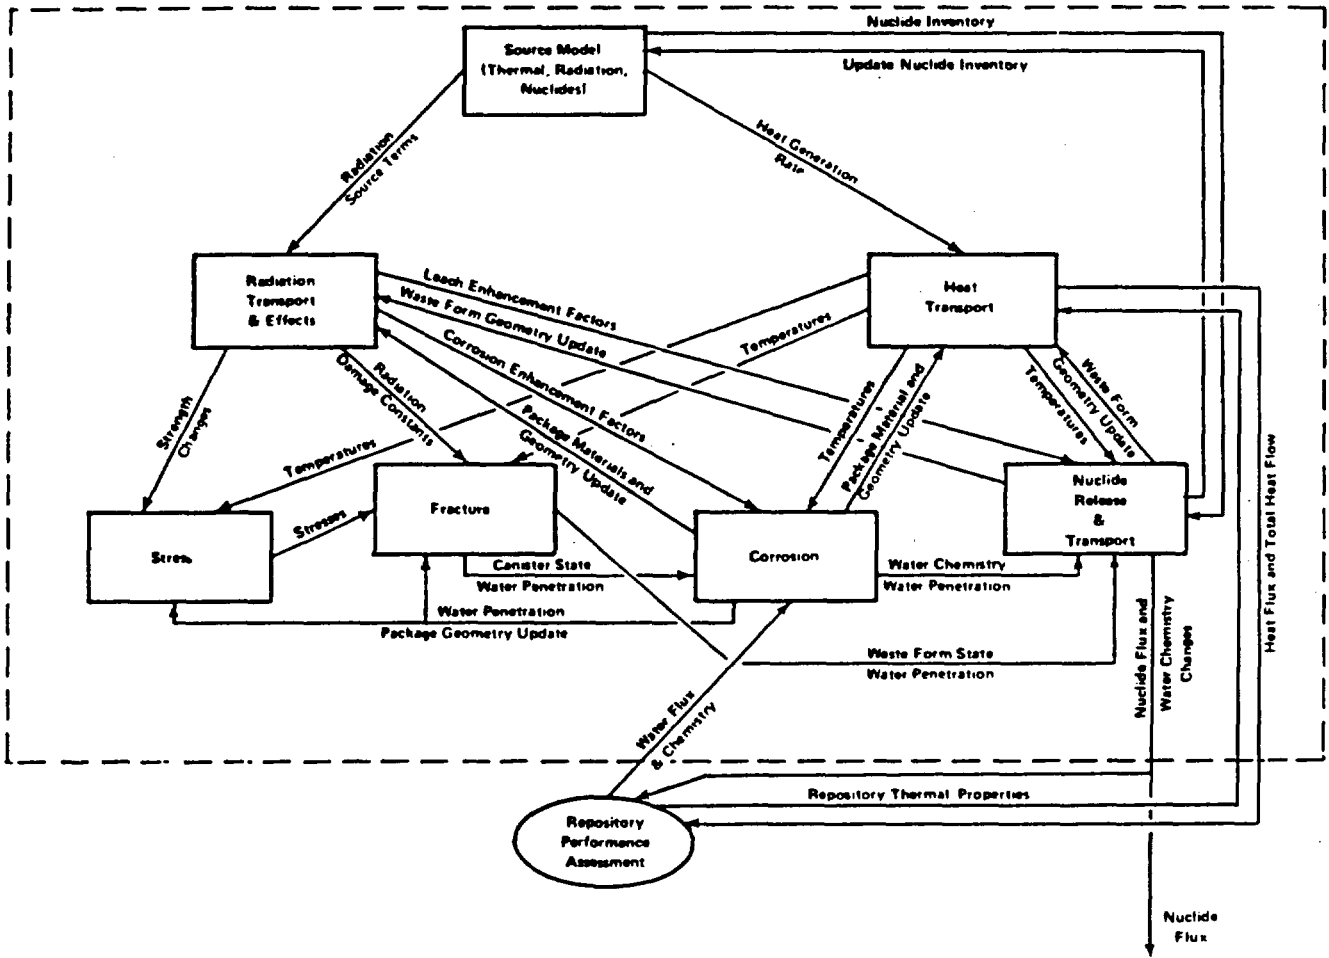 Nuclide Inventory
Source Model
(Thermal, Radiation,
Nuclides)
Update Nuclide Inventory
Radiation
Source Terms
Heat Generation
Rate
Radiation
Transport
& Effects
Heat
Transport
Leach Enhancement Factors
Waste Form Geometry Update
Corrosion Enhancement Factors
Package Materials and
Geometry Update
Temperatures
Radiation
Damage Constants
Strength
Changes
Temperatures
Temperatures
Package Material and
Geometry Update
Waste Form
Geometry Update
Temperatures
Stress
Stresses
Fracture
Corrosion
Nuclide
Release
&
Transport
Canister State
Water Penetration
Water Chemistry
Water Penetration
Water Penetration
Package Geometry Update
Waste Form State
Water Penetration
Nuclide Flux and
Water Chemistry
Changes
Heat Flux and Total Heat Flow
Water Flux
& Chemistry
Repository Thermal Properties
Repository
Performance
Assessment
Nuclide
Flux